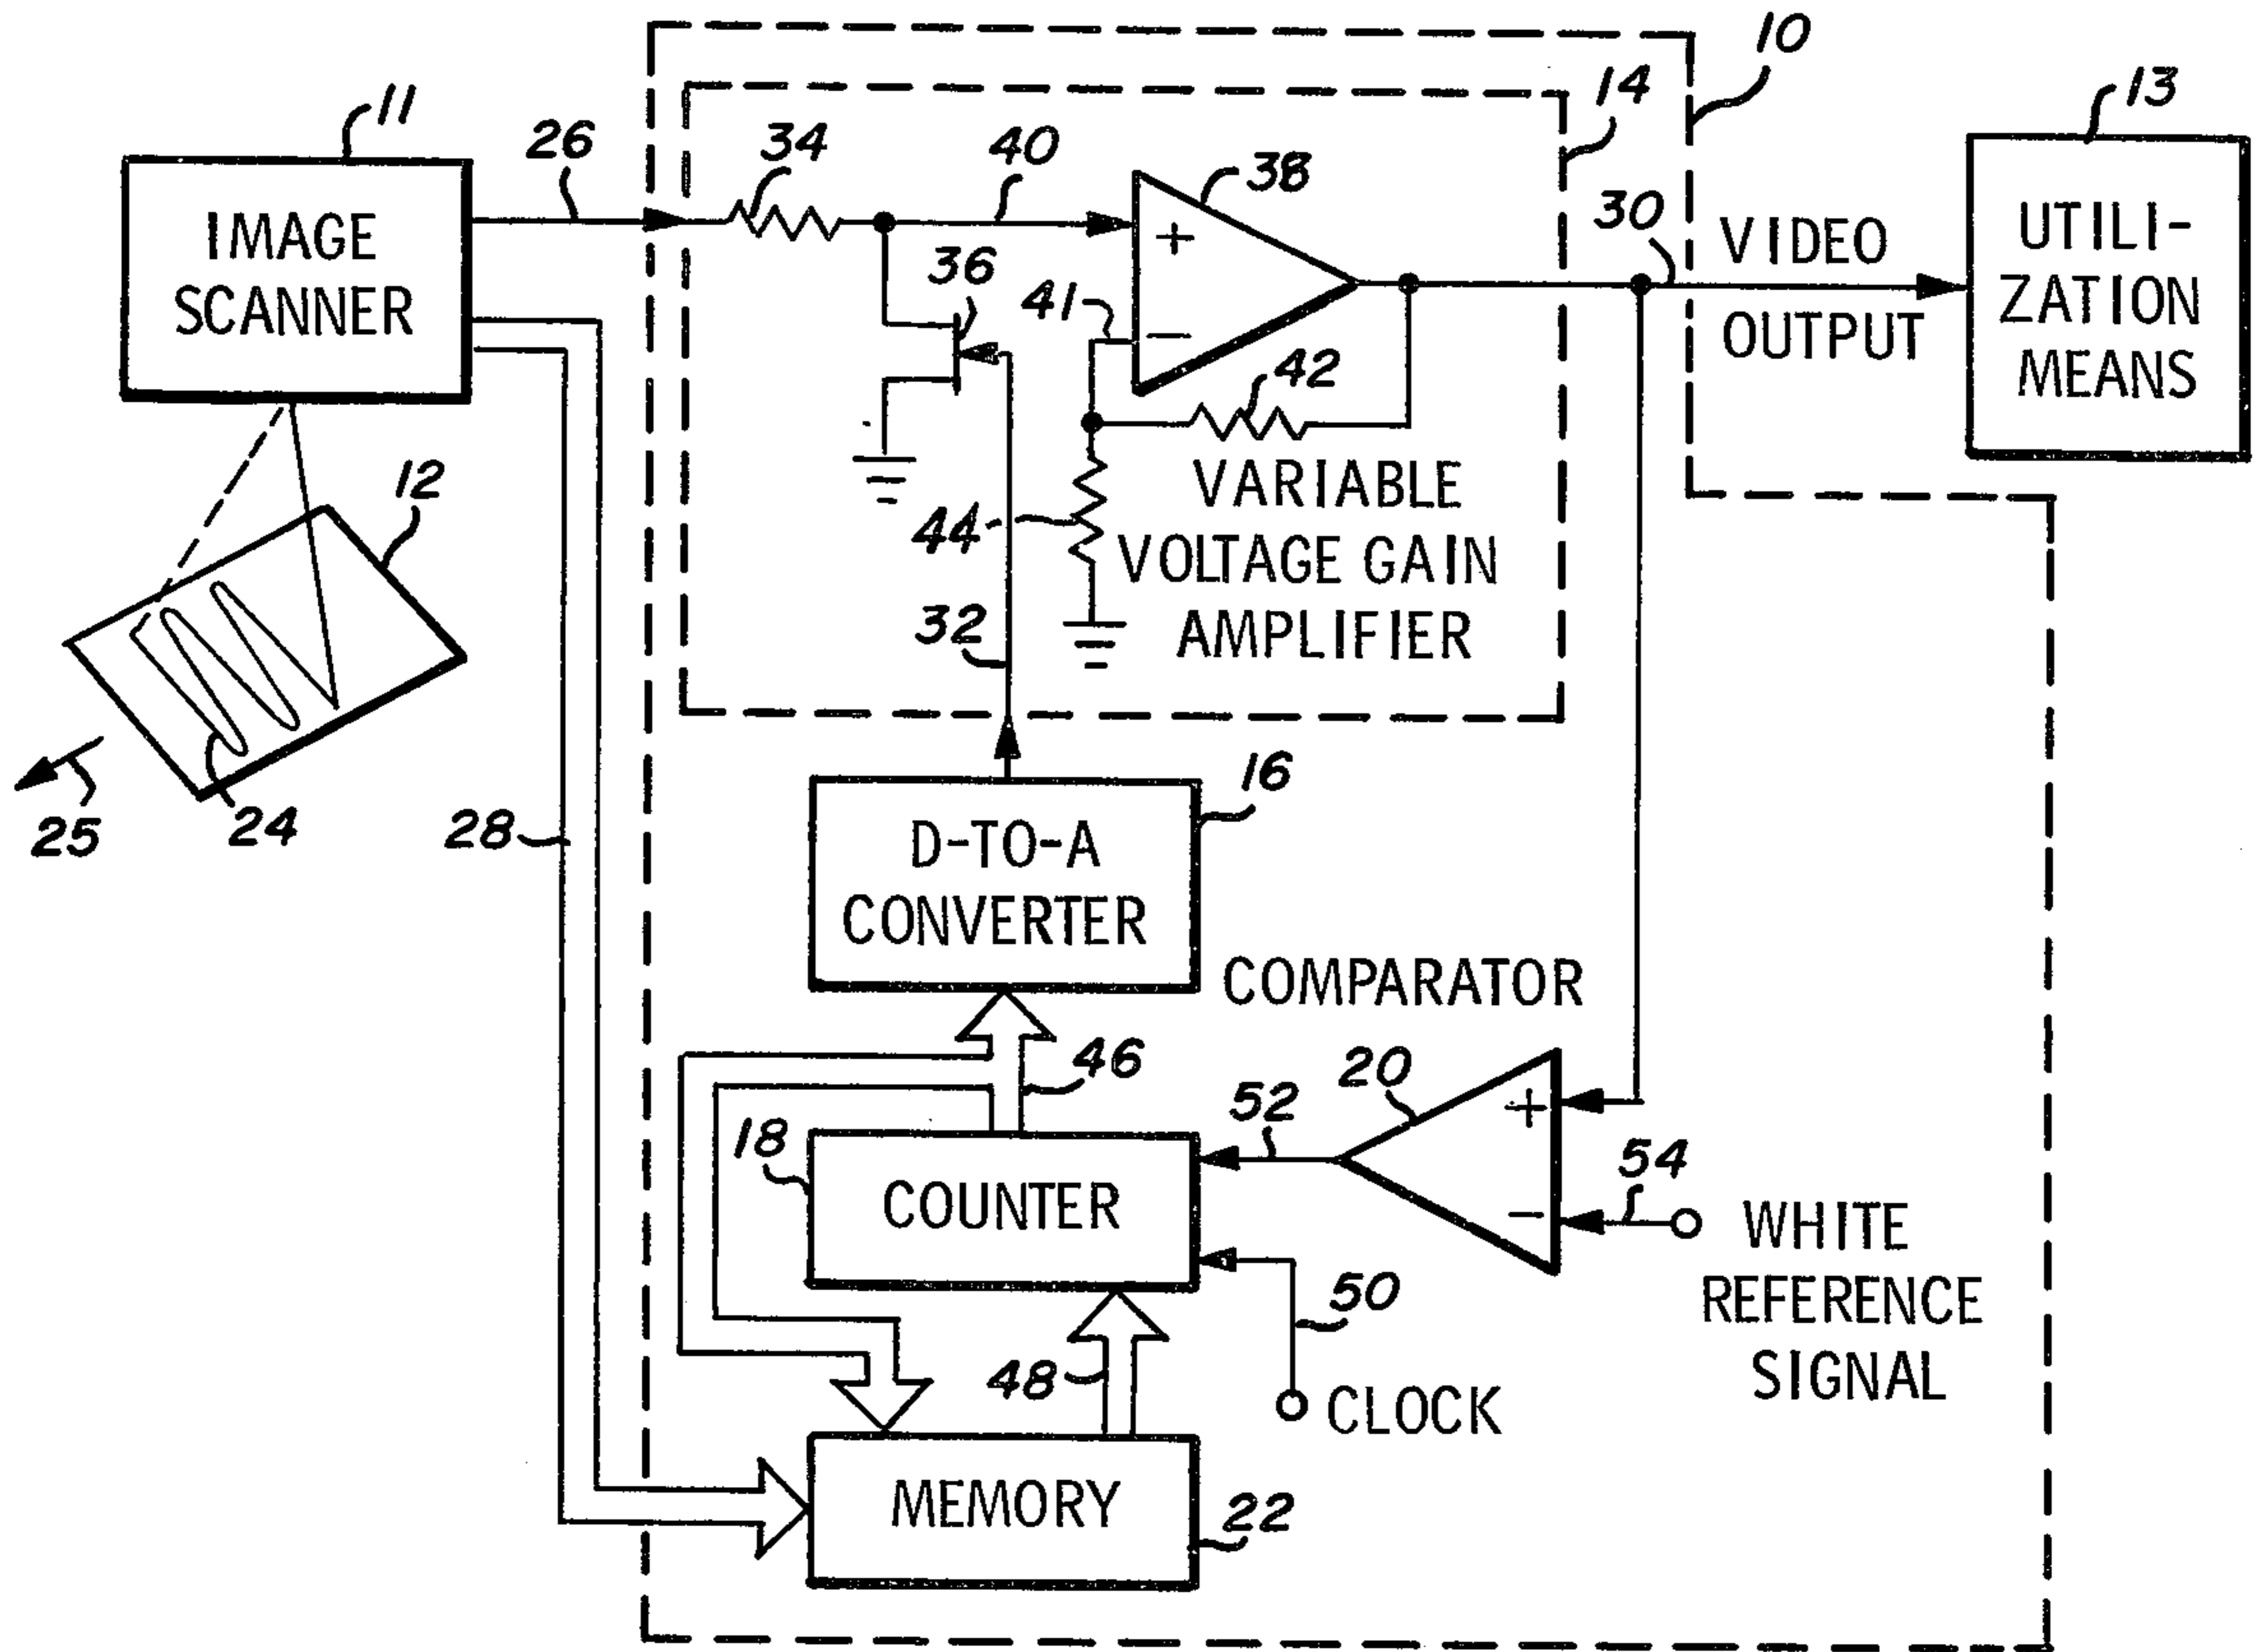 10
14
13
11
26
34
40
38
IMAGE
SCANNER
36
41
30
VIDEO
OUTPUT
UTILI-
ZATION
MEANS
+
−
42
12
44
VARIABLE
VOLTAGE GAIN
AMPLIFIER
32
25
24
28
16
D-TO-A
CONVERTER
COMPARATOR
46
20
52
+
−
54
18
COUNTER
WHITE
REFERENCE
SIGNAL
50
48
CLOCK
MEMORY
22